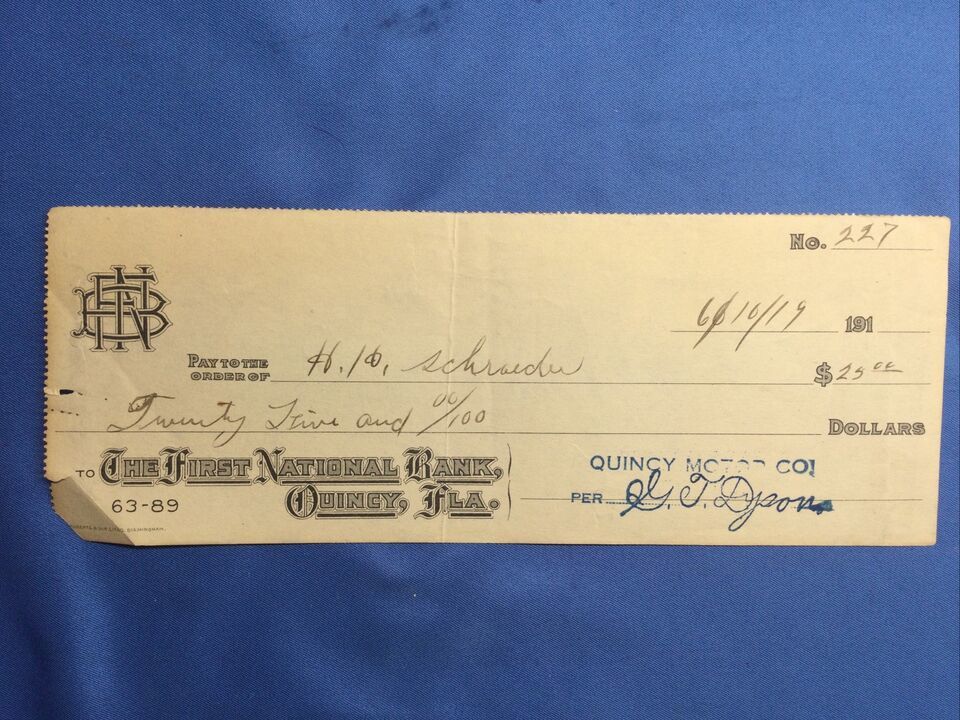 No. 227
6/10/19 191
PAY TO THE ORDER OF H. H. Schroeder $ 25 00
Twenty Five and 00/100 DOLLARS
TO THE FIRST NATIONAL BANK,
QUINCY, FLA.
63-89
QUINCY MOTOR CO
PER G. T. Dyson
FNB